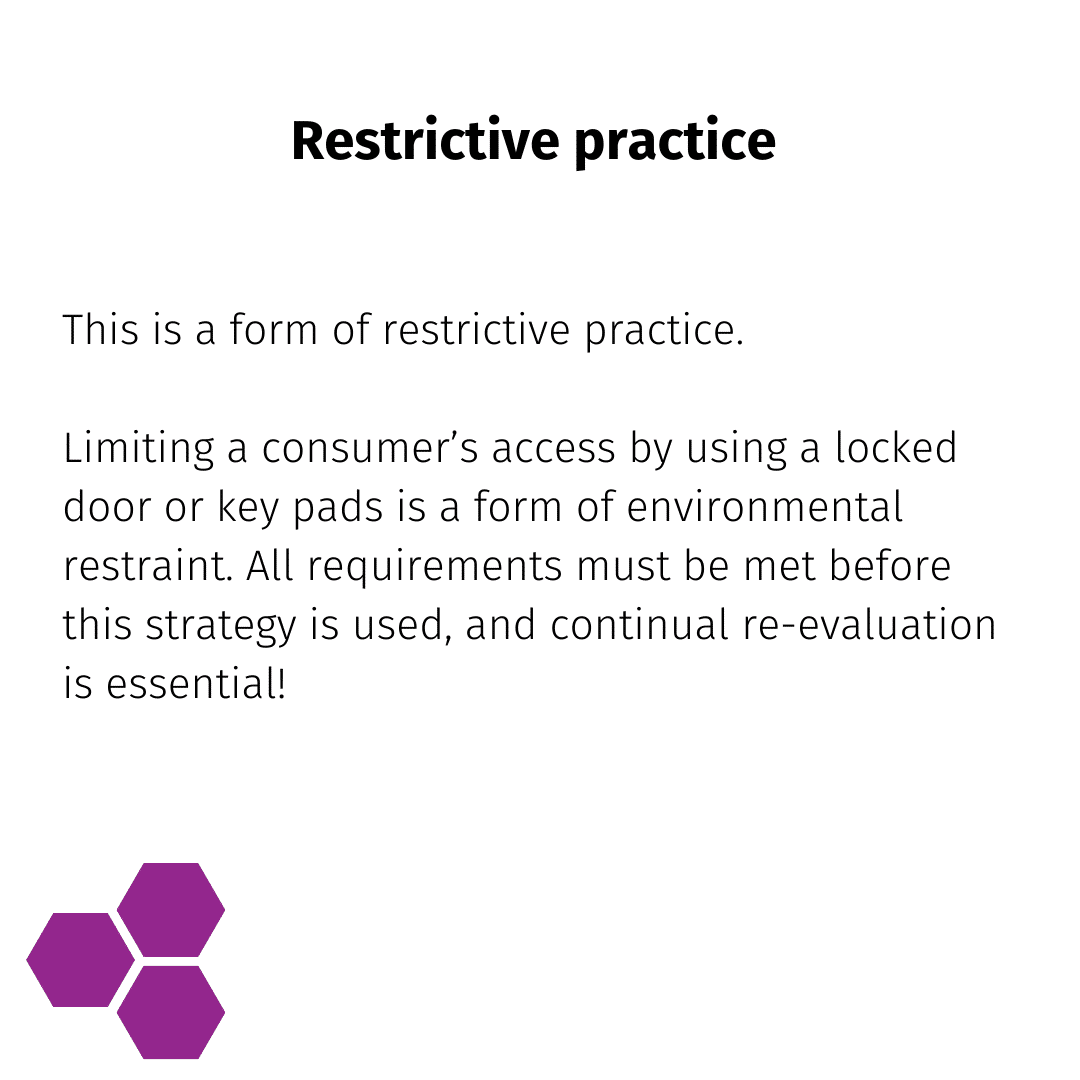 Restrictive practice
This is a form of restrictive practice.
Limiting a consumer’s access by using a locked
door or key pads is a form of environmental
restraint. All requirements must be met before
this strategy is used, and continual re-evaluation
is essential!